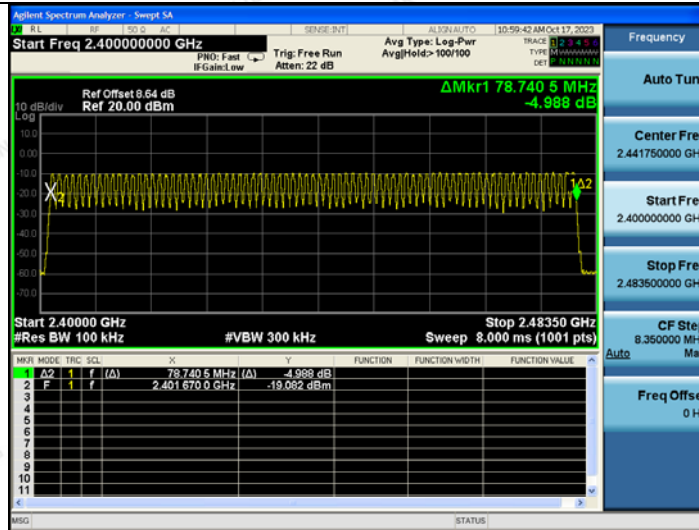 Agilent Spectrum Analyzer - Swept SA
RL RF 50 Ω AC SENSE:INT ALIGN AUTO 10:59:42 AM Oct 17, 2023
Start Freq 2.400000000 GHz
PNO: Fast
IFGain:Low
Trig: Free Run
Atten: 22 dB
Avg Type: Log-Pwr
Avg|Hold:>100/100
TRACE 1 2 3 4 5 6
TYPE M
DET P N N N N N
Ref Offset 8.64 dB
10 dB/div Ref 20.00 dBm
Log
ΔMkr1 78.740 5 MHz
-4.988 dB
10.0
0.00
-10.0
-20.0
-30.0
-40.0
-50.0
-60.0
-70.0
1Δ2
2
Start 2.40000 GHz Stop 2.48350 GHz
#Res BW 100 kHz #VBW 300 kHz Sweep 8.000 ms (1001 pts)
MKR MODE TRC SCL X Y FUNCTION FUNCTION WIDTH FUNCTION VALUE
1 Δ2 1 f (Δ) 78.740 5 MHz (Δ) -4.988 dB
2 F 1 f 2.401 670 0 GHz -19.082 dBm
3
4
5
6
7
8
9
10
11
MSG STATUS
Frequency
Auto Tun
Center Fre
2.441750000 GH
Start Fre
2.400000000 GH
Stop Fre
2.483500000 GH
CF Ste
8.350000 MH
Auto Ma
Freq Offse
0 H